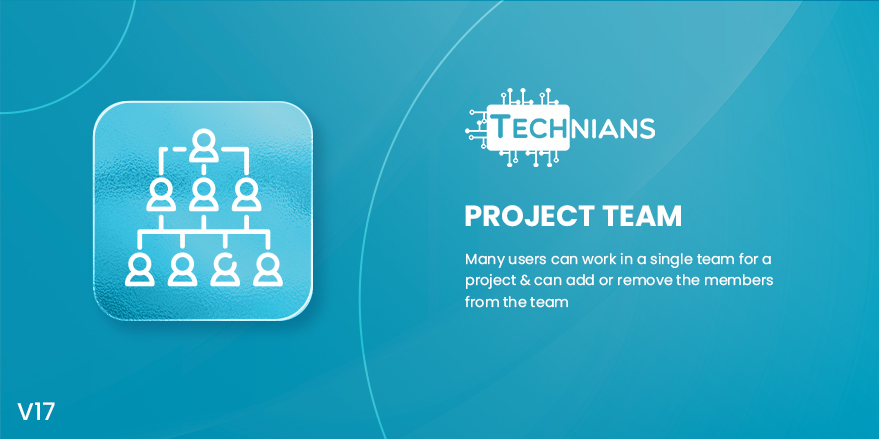 TECHNIANS
PROJECT TEAM
Many users can work in a single team for a
project & can add or remove the members
from the team
V17